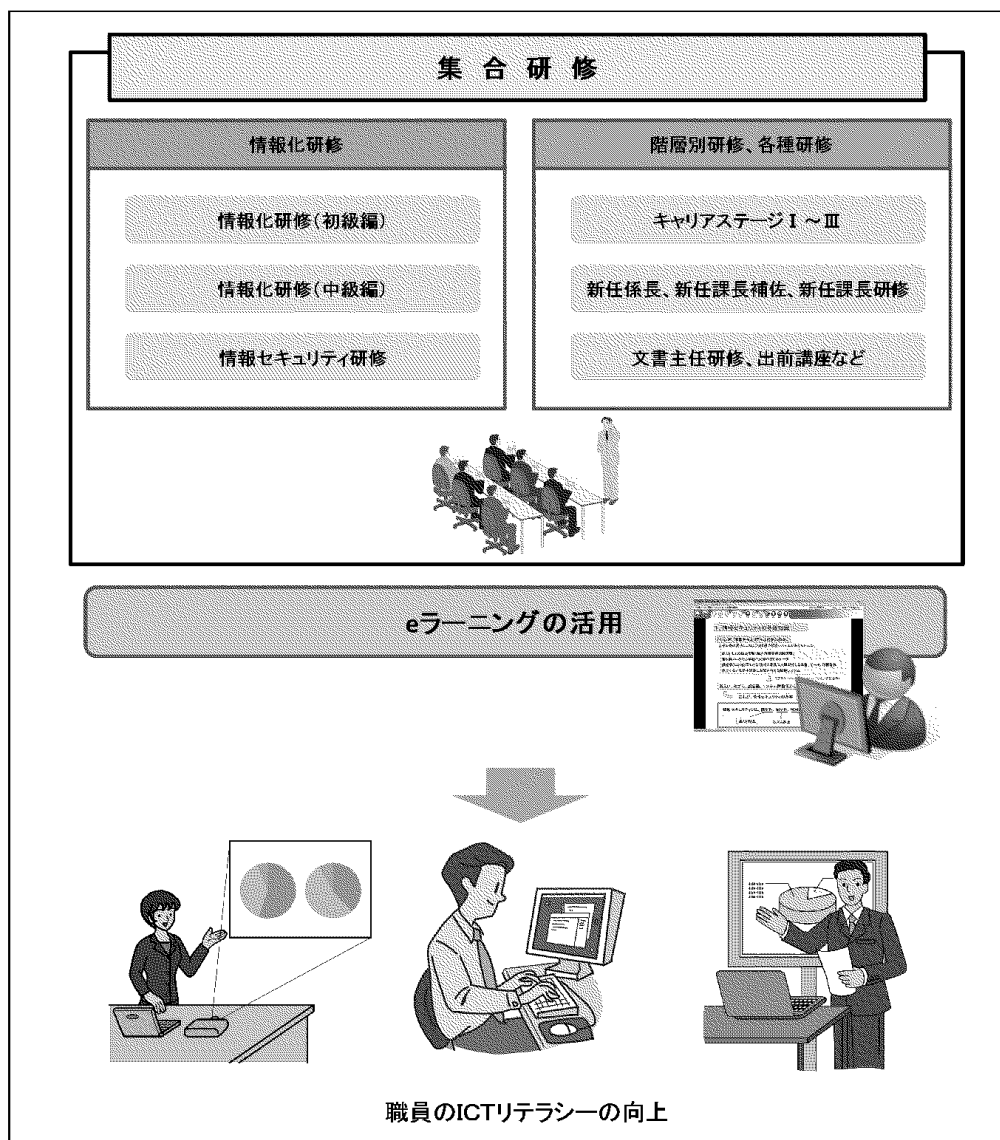 集合研修
情報化研修
情報化研修(初級編)
情報化研修(中級編)
情報セキュリティ研修
階層別研修、各種研修
キャリアステージⅠ～Ⅲ
新任係長、新任課長補佐、新任課長研修
文書主任研修、出前講座など
eラーニングの活用
職員のICTリテラシーの向上